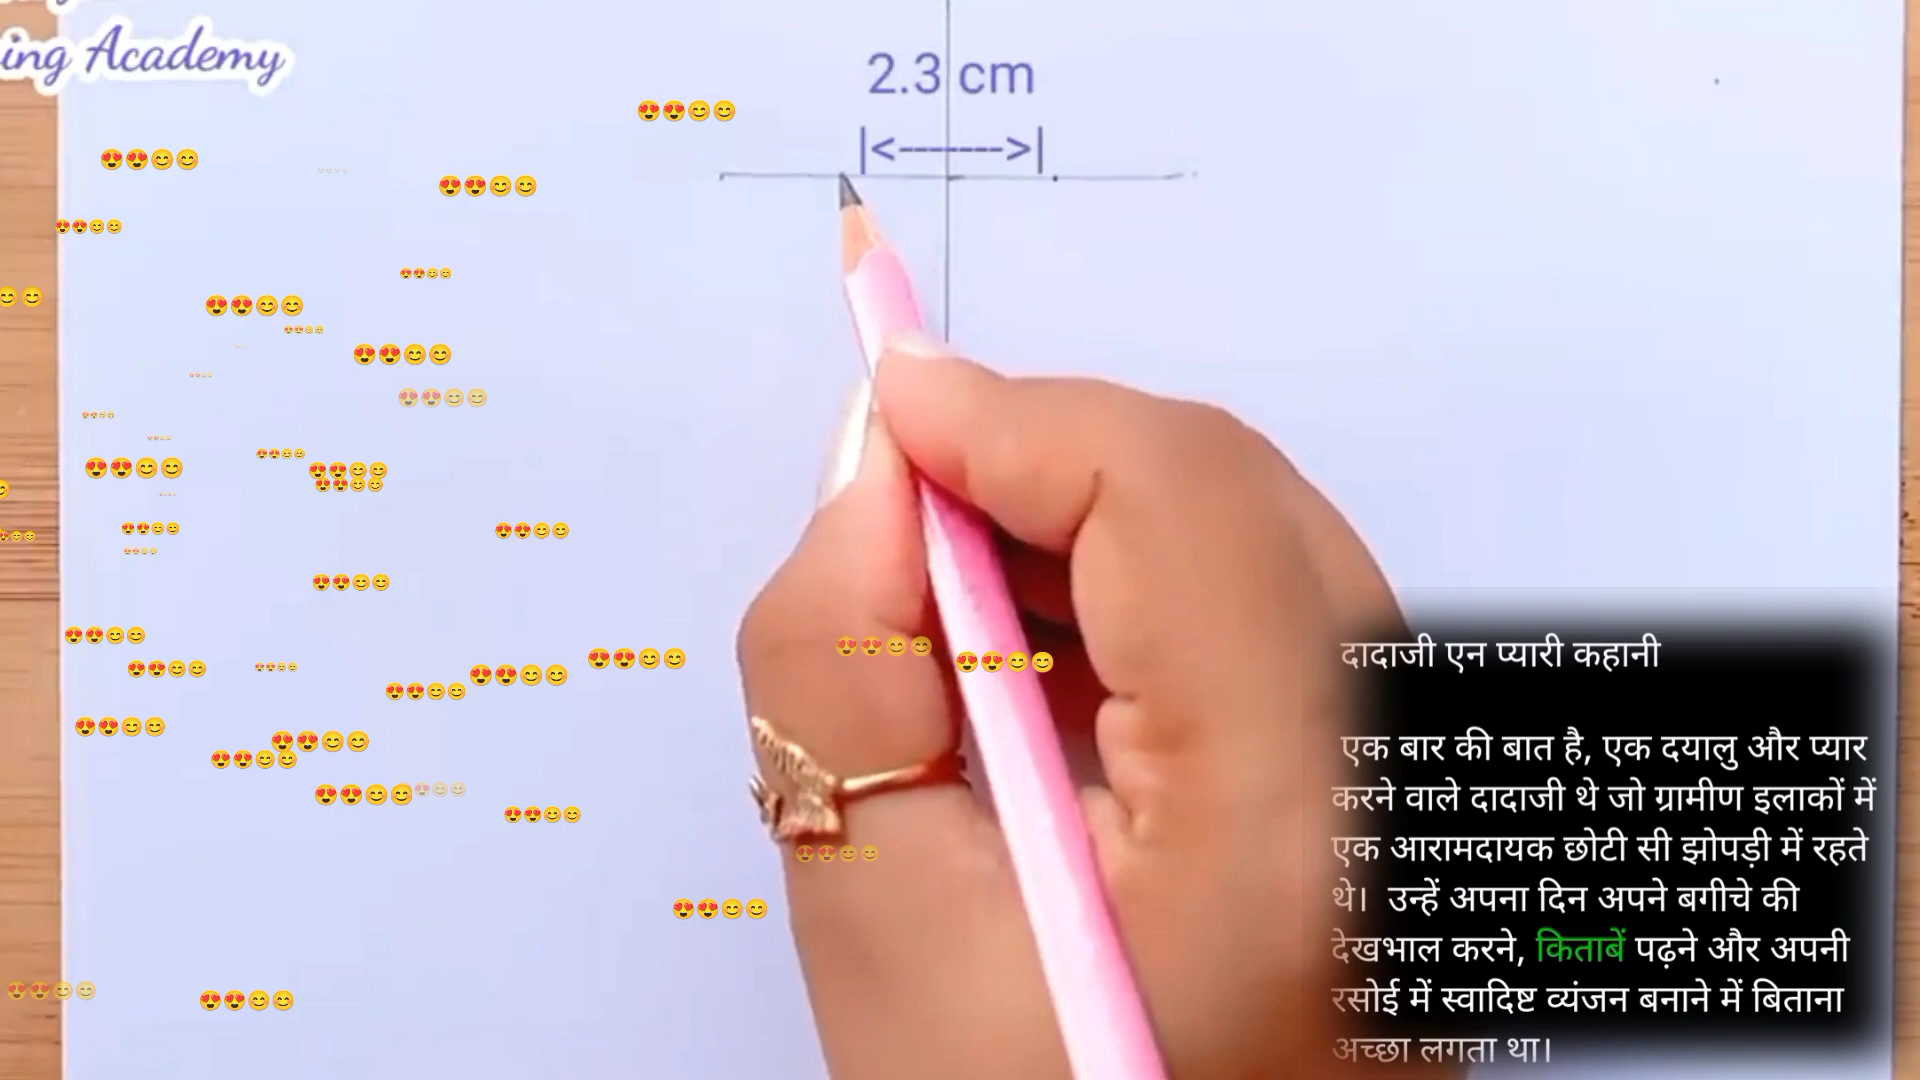 ing Academy
2.3 cm
|<------->|
दादाजी एन प्यारी कहानी
एक बार की बात है, एक दयालु और प्यार
करने वाले दादाजी थे जो ग्रामीण इलाकों में
एक आरामदायक छोटी सी झोपड़ी में रहते
थे।  उन्हें अपना दिन अपने बगीचे की
देखभाल करने, किताबें पढ़ने और अपनी
रसोई में स्वादिष्ट व्यंजन बनाने में बिताना
अच्छा लगता था।